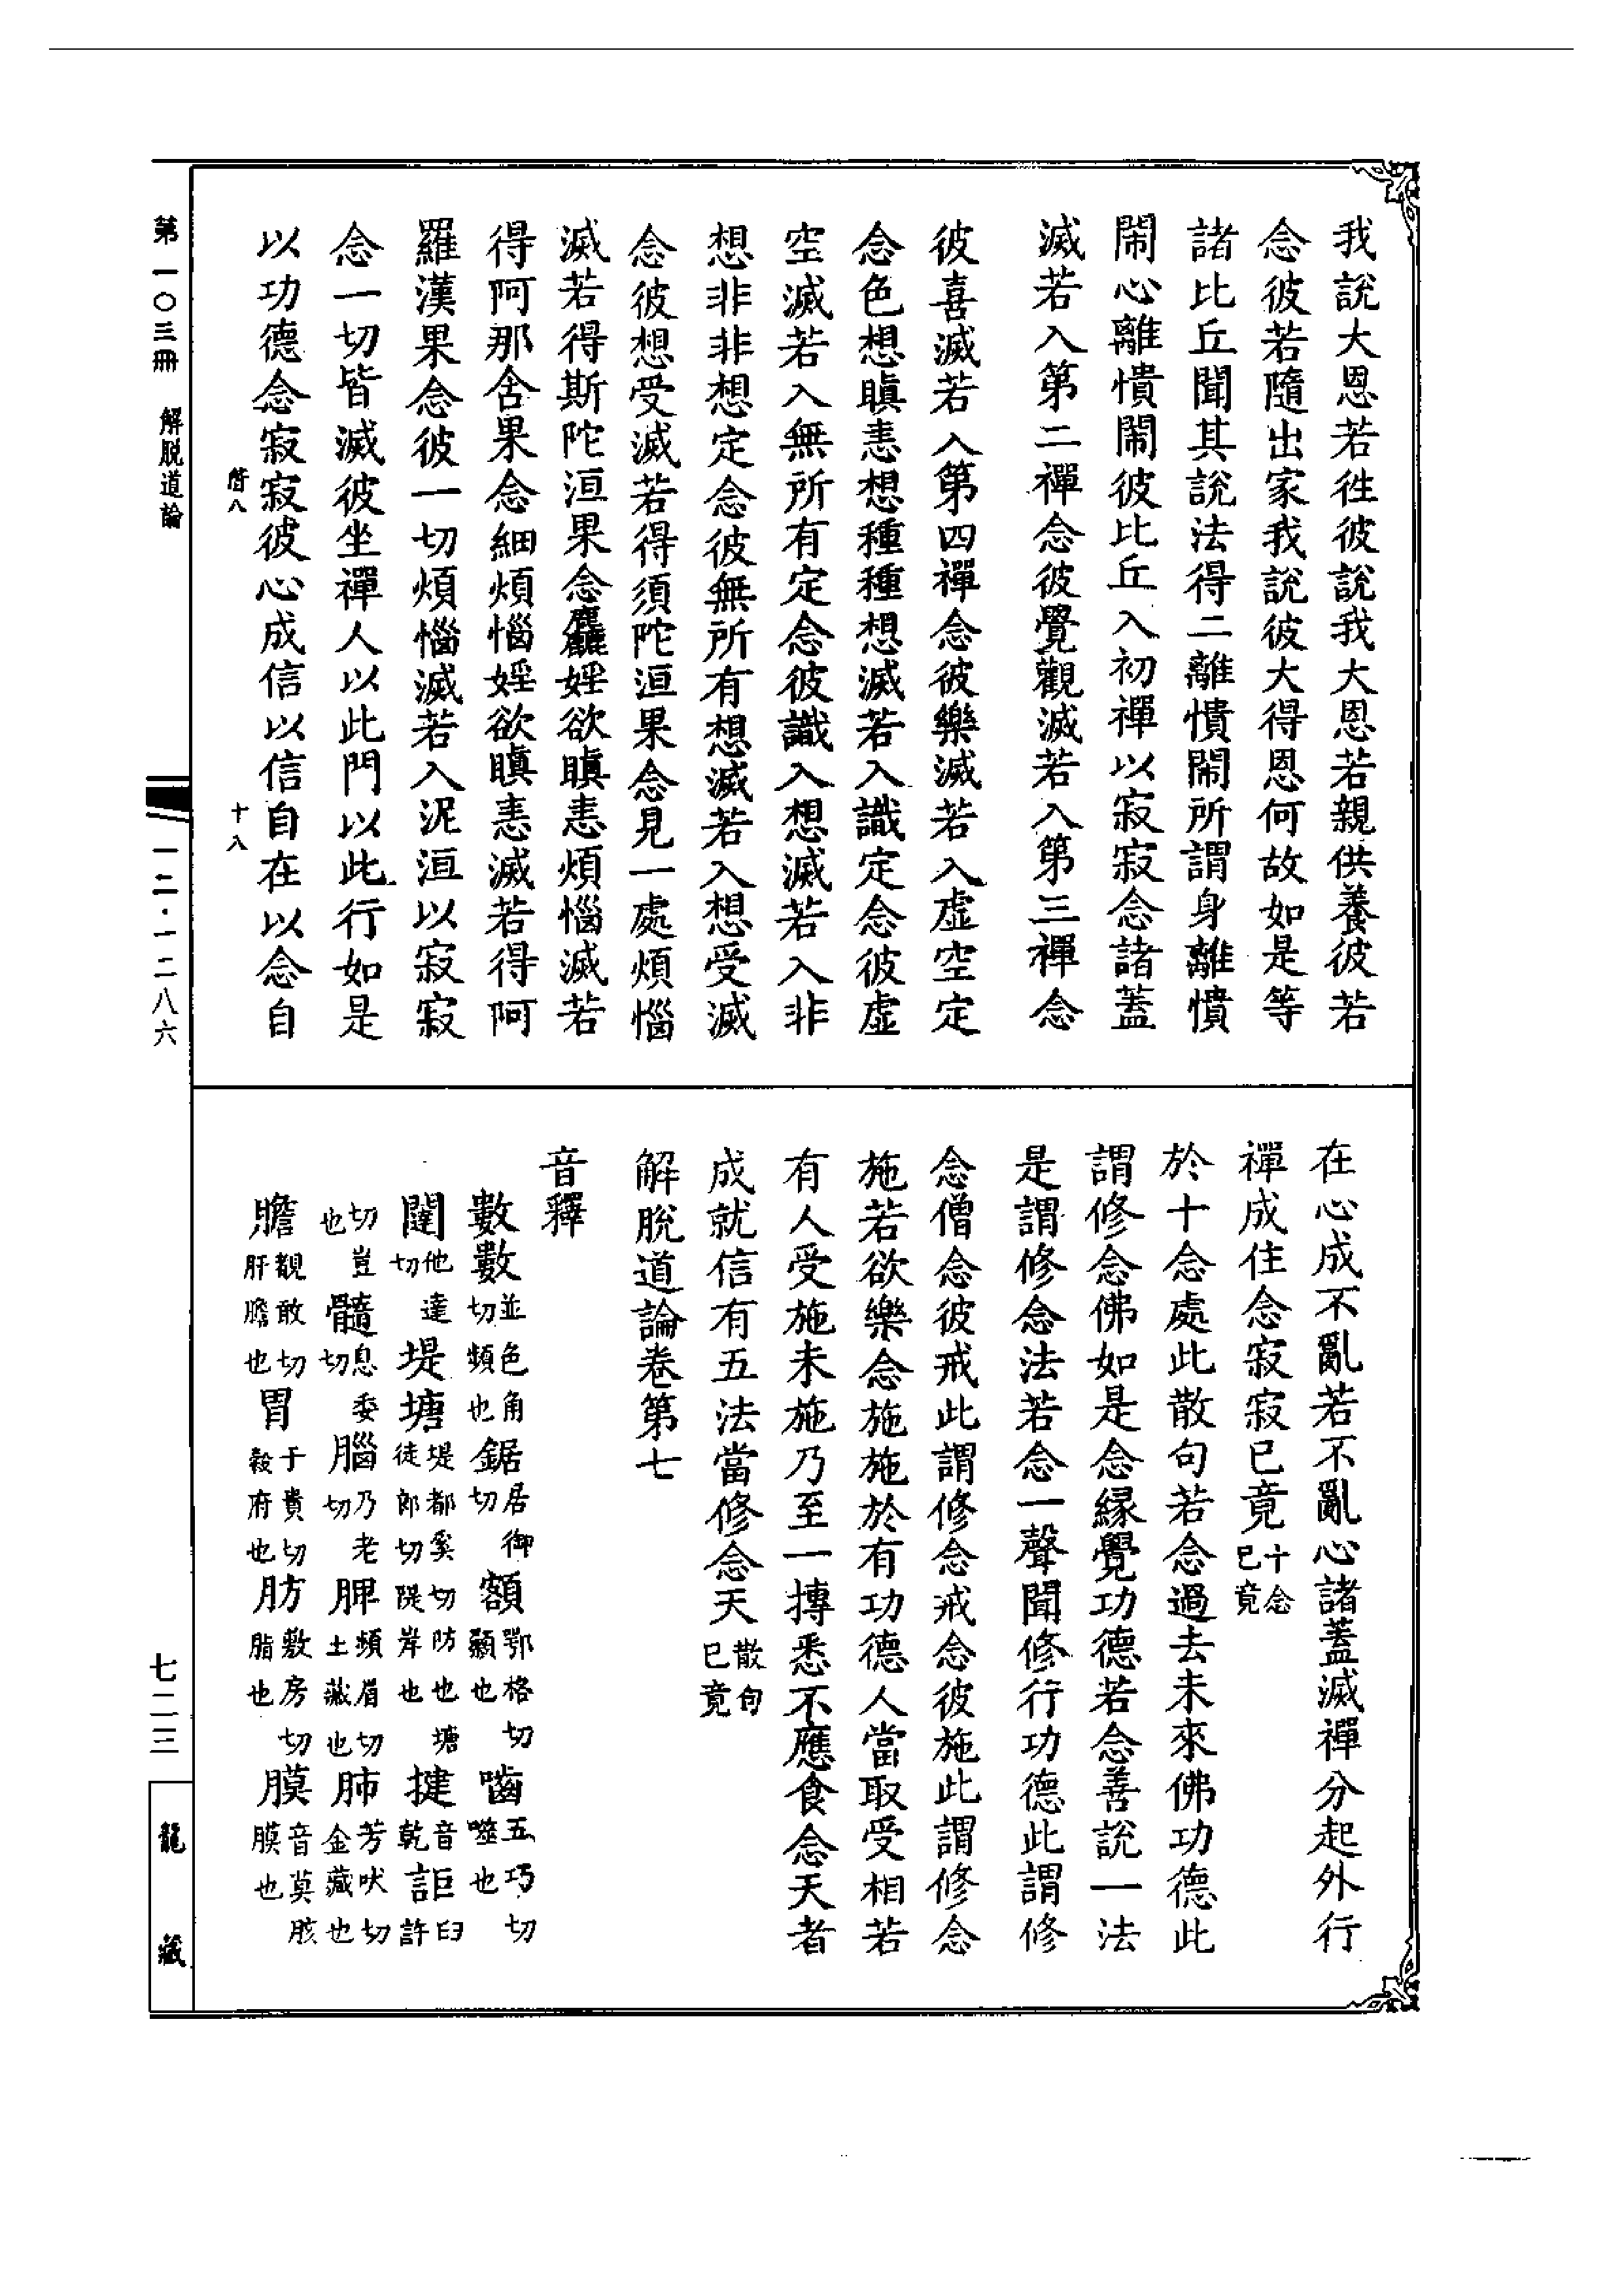 我說大恩若徃彼說我大恩若親供養彼若
念彼若隨出家我說彼大得恩何故如是等
諸比丘聞其說法得二離憒閙所謂身離憒
閙心離憒閙彼比丘入初禪以寂寂念諸蓋
滅若入第二禪念彼覺觀滅若入第三禪念
彼喜滅若入第四禪念彼樂滅若入虛空定
念色想瞋恚想種種想滅若入識定念彼虛
空滅若入無所有定念彼識入想滅若入非
想非非想定念彼無所有想滅若入想受滅
念彼想受滅若得須陀洹果念見一處煩惱
滅若得斯陀洹果念麤婬欲瞋恚煩惱滅若
得阿那含果念細煩惱婬欲瞋恚滅若得阿
羅漢果念彼一切煩惱滅若入泥洹以寂寂
念一切皆滅彼坐禪人以此門以此行如是
以功德念寂寂彼心成信以信自在以念自
在心成不亂若不亂心諸蓋滅禪分起外行
禪成住念寂寂已竟十念已竟
於十念處此散句若念過去未來佛功德此
謂修念佛如是念緣覺功德若念善說一法
是謂修念法若念一聲聞修行功德此謂修
念僧念彼戒此謂修念戒念彼施此謂修念
施若欲樂念施施於有功德人當取受相若
有人受施未施乃至一摶悉不應食念天者
成就信有五法當修念天散句已竟
解脫道論卷第七
音釋
數數並色角切頻也鋸居御切額鄂格切顙也嚙五巧切噬也
闥他達切堤塘堤都奚切防也塘徒郎切隄岸也揵音乾詎臼許
切豈也髓息委切腦乃老切脾頻眉切土藏也肺芳吠切金藏也
膽覩敢切肝膽也胃于貴切穀府也肪敷房切脂也膜音莫胲膜也
第一〇三冊 解脫道論
十八
一二·一二八六
七二三
龍藏